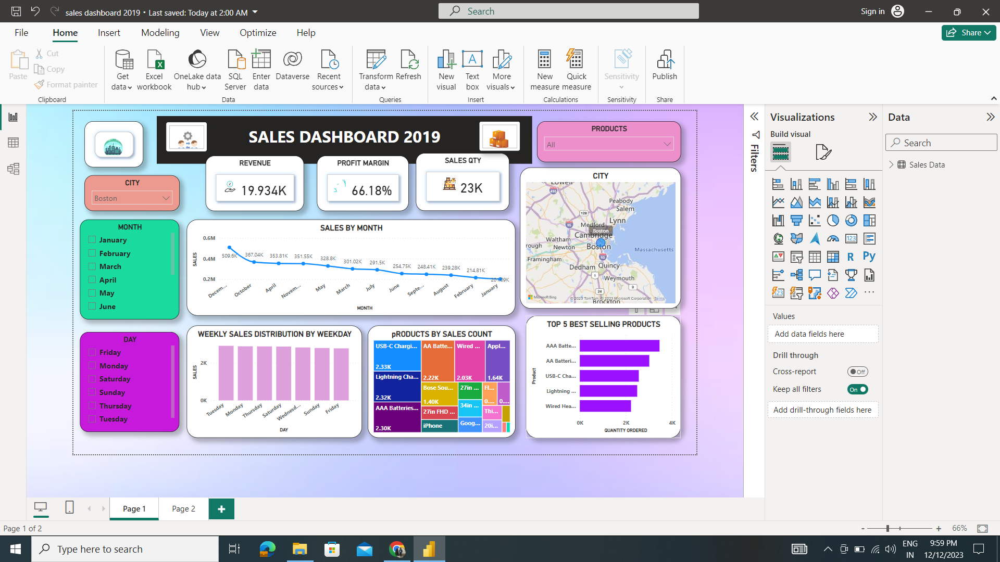 sales dashboard 2019 • Last saved: Today at 2:00 AM
Search
Sign in
File
Home
Insert
Modeling
View
Optimize
Help
Share
Paste
Cut
Copy
Format painter
Clipboard
Get data
Excel workbook
OneLake data hub
SQL Server
Enter data
Dataverse
Recent sources
Data
Transform data
Refresh
Queries
New visual
Text box
More visuals
Insert
New measure
Quick measure
Calculations
Sensitivity
Sensitivity
Publish
Share
SALES DASHBOARD 2019
PRODUCTS
All
REVENUE
19.934K
PROFIT MARGIN
66.18%
SALES QTY
23K
CITY
Boston
MONTH
January
February
March
April
May
June
SALES BY MONTH
SALES
0.6M
0.4M
0.2M
509.6K
367.04K
353.81K
351.55K
328.8K
301.02K
291.5K
254.75K
248.41K
239.28K
214.81K
Decem...
October
April
Novem...
May
March
July
June
Septe...
August
February
January
MONTH
CITY
Lowell
495
Peabody
Salem
128
Lynn
95
Medford
Boston
Cambridge
Waltham
rough
Newton
Boston
Massachusetts
Framingham
93
Dedham
Quincy
1
Weymouth
3
24
Brockton
Microsoft Bing
© 2023 TomTom, © 2023 Microsoft Corporation Terms
DAY
Friday
Monday
Saturday
Sunday
Thursday
Tuesday
WEEKLY SALES DISTRIBUTION BY WEEKDAY
SALES
2K
0K
Tuesday
Monday
Thursday
Saturday
Wednesd...
Sunday
Friday
DAY
pRODUCTS BY SALES COUNT
USB-C Chargi...
2.33K
Lightning Cha...
2.32K
AAA Batteries...
2.30K
AA Batte...
2.22K
Wired ...
2.03K
Appl...
1.64K
Bose Sou...
1.40K
27in FHD ...
iPhone
27in ...
34in ...
Goog...
Fl...
0....
0....
Thi...
20i...
TOP 5 BEST SELLING PRODUCTS
Product
AAA Batte...
AA Batteri...
USB-C Cha...
Lightning ...
Wired Hea...
0K
2K
4K
QUANTITY ORDERED
Filters
Visualizations
Build visual
123
R
Py
123
Values
Add data fields here
Drill through
Cross-report
Off
Keep all filters
On
Add drill-through fields here
Data
Search
Sales Data
Page 1
Page 2
Page 1 of 2
66%
Type here to search
ENG
IN
9:59 PM
12/12/2023